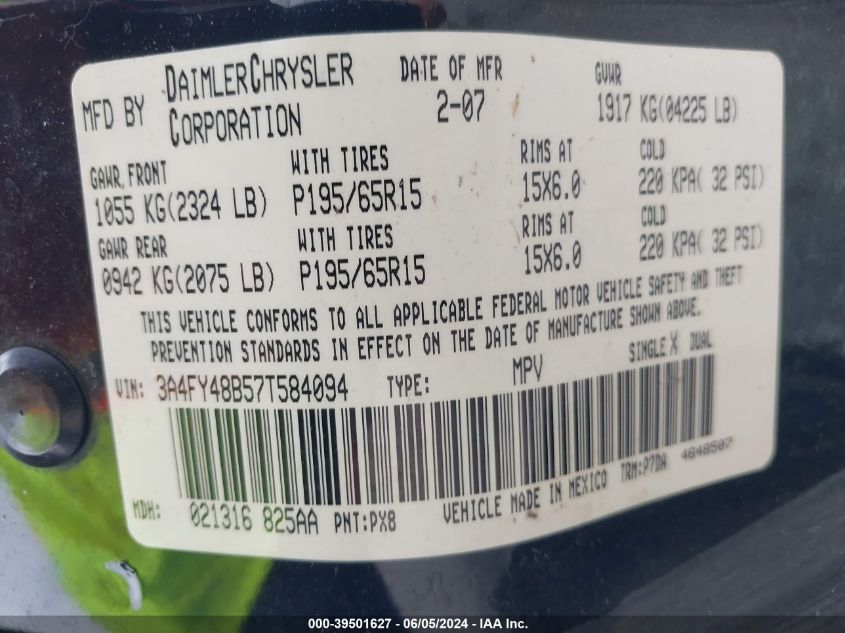 MFD BY DAIMLERCHRYSLER CORPORATION DATE OF MFR 2-07 GVWR 1917 KG(04225 LB)
GAWR, FRONT WITH TIRES RIMS AT COLD
1055 KG(2324 LB) P195/65R15 15X6.0 220 KPA( 32 PSI)
GAWR REAR WITH TIRES RIMS AT COLD
0942 KG(2075 LB) P195/65R15 15X6.0 220 KPA( 32 PSI)
THIS VEHICLE CONFORMS TO ALL APPLICABLE FEDERAL MOTOR VEHICLE SAFETY AND THEFT
PREVENTION STANDARDS IN EFFECT ON THE DATE OF MANUFACTURE SHOWN ABOVE.
VIN: 3A4FY48B57T584094 TYPE: MPV SINGLE X DUAL
MDH: 021316 825AA PNT:PX8 VEHICLE MADE IN MEXICO TRM:P7DA 4648507
000-39501627 - 06/05/2024 - IAA Inc.